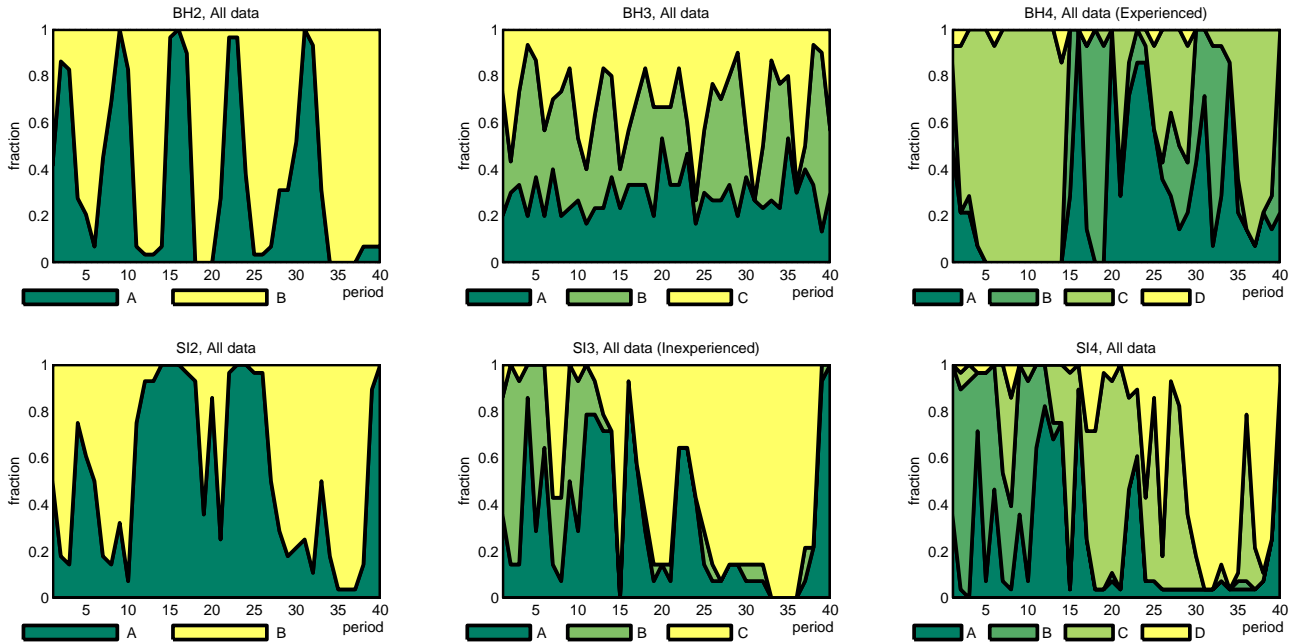 BH2, All data
BH3, All data
BH4, All data (Experienced)
fraction
1
0.8
0.6
0.4
0.2
0
5 10 15 20 25 30 35 40
period
A B
fraction
1
0.8
0.6
0.4
0.2
0
5 10 15 20 25 30 35 40
period
A B C
fraction
1
0.8
0.6
0.4
0.2
0
5 10 15 20 25 30 35 40
period
A B C D
SI2, All data
SI3, All data (Inexperienced)
SI4, All data
fraction
1
0.8
0.6
0.4
0.2
0
5 10 15 20 25 30 35 40
period
A B
fraction
1
0.8
0.6
0.4
0.2
0
5 10 15 20 25 30 35 40
period
A B C
fraction
1
0.8
0.6
0.4
0.2
0
5 10 15 20 25 30 35 40
period
A B C D